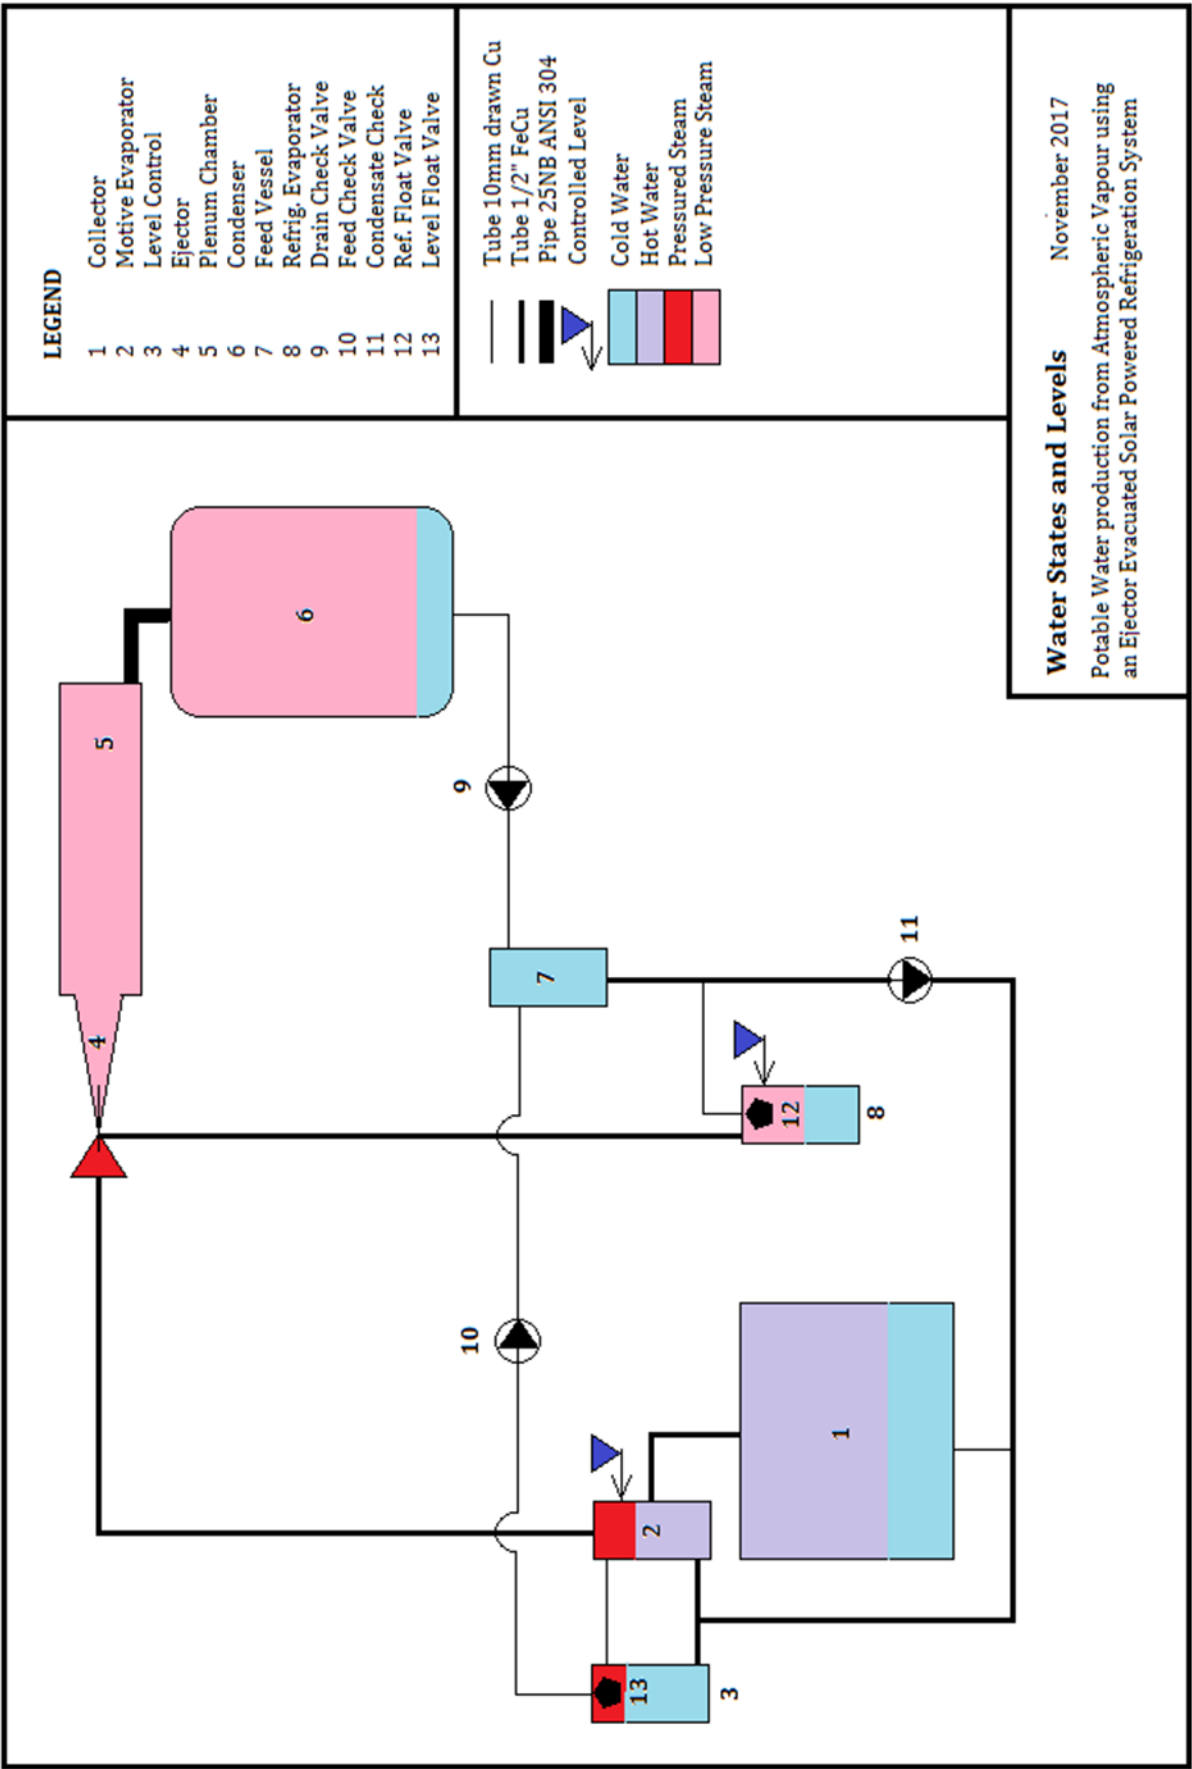 LEGEND
1 Collector
2 Motive Evaporator
3 Level Control
4 Ejector
5 Plenum Chamber
6 Condenser
7 Feed Vessel
8 Refrig. Evaporator
9 Drain Check Valve
10 Feed Check Valve
11 Condensate Check
12 Ref. Float Valve
13 Level Float Valve
Tube 10mm drawn Cu
Tube 1/2" FeCu
Pipe 25NB ANSI 304
Controlled Level
Cold Water
Hot Water
Pressured Steam
Low Pressure Steam
Water States and Levels November 2017
Potable Water production from Atmospheric Vapour using
an Ejector Evacuated Solar Powered Refrigeration System
4
5
6
9
10
7
11
12
8
2
1
13
3